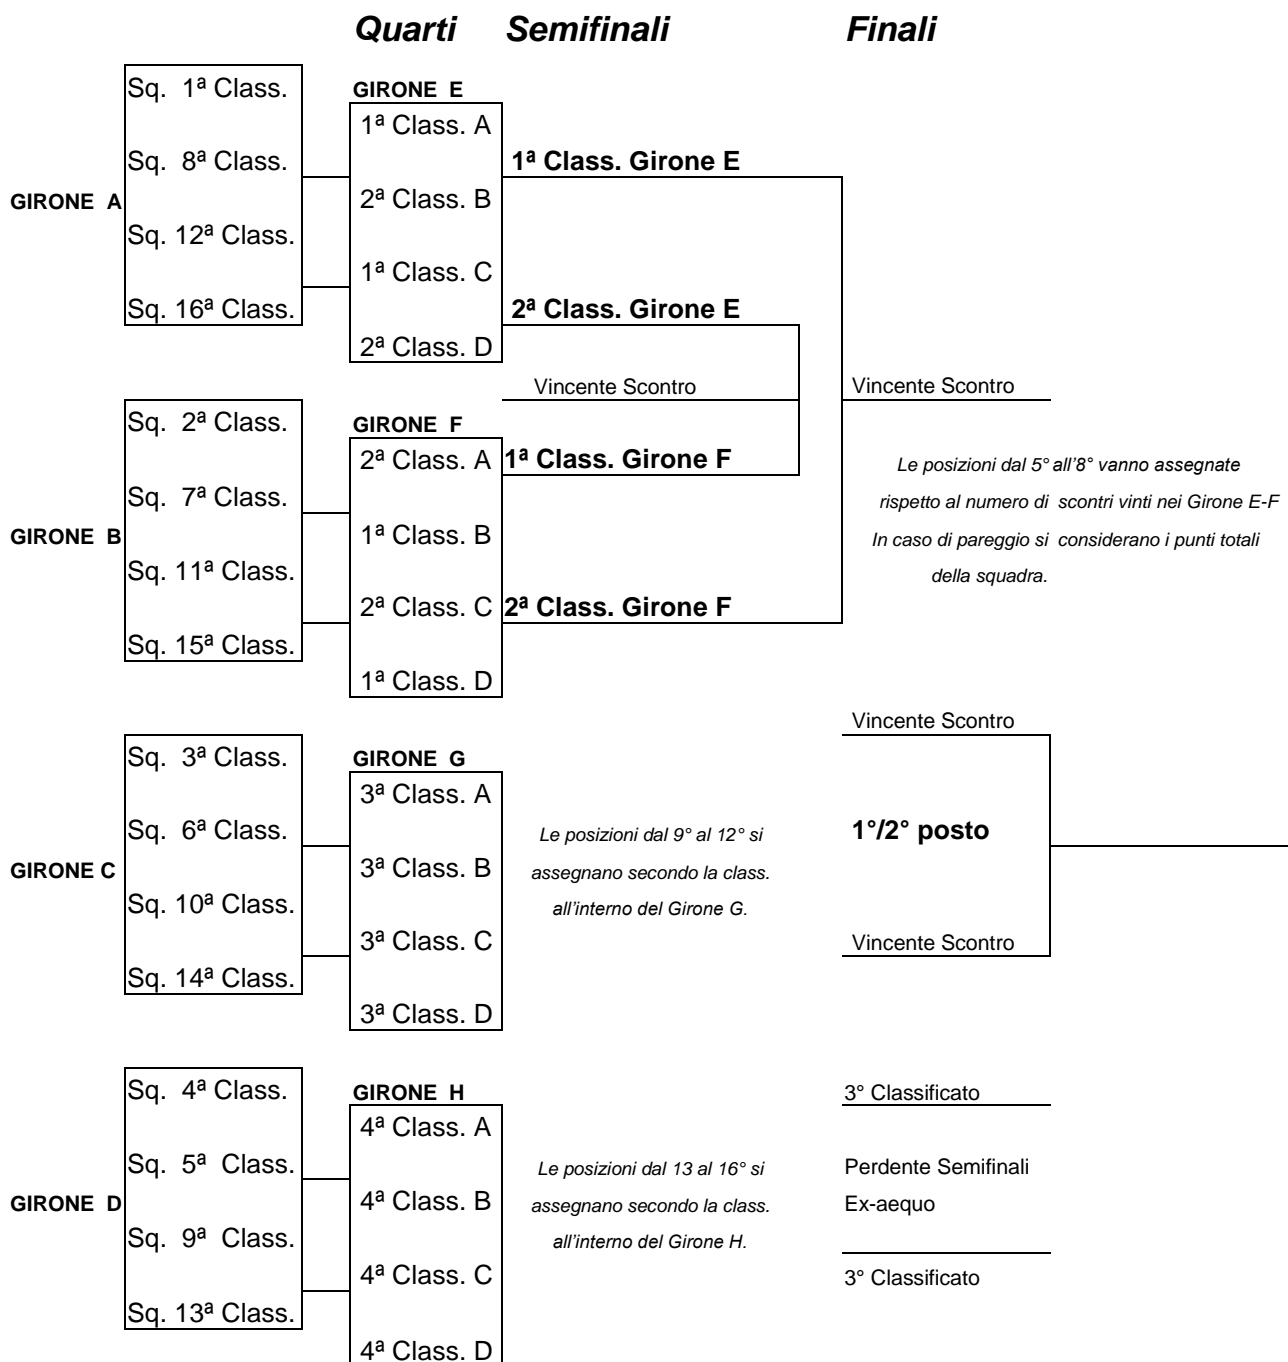 Quarti Semifinali Finali
Sq. 1ª Class.
Sq. 8ª Class.
GIRONE A
Sq. 12ª Class.
Sq. 16ª Class.
GIRONE E
1ª Class. A
2ª Class. B
1ª Class. C
2ª Class. D
1ª Class. Girone E
2ª Class. Girone E
Vincente Scontro
Vincente Scontro
Sq. 2ª Class.
Sq. 7ª Class.
GIRONE B
Sq. 11ª Class.
Sq. 15ª Class.
GIRONE F
2ª Class. A
1ª Class. B
2ª Class. C
1ª Class. D
1ª Class. Girone F
2ª Class. Girone F
Le posizioni dal 5° all'8° vanno assegnate
rispetto al numero di scontri vinti nei Girone E-F
In caso di pareggio si considerano i punti totali
della squadra.
Sq. 3ª Class.
Sq. 6ª Class.
GIRONE C
Sq. 10ª Class.
Sq. 14ª Class.
GIRONE G
3ª Class. A
3ª Class. B
3ª Class. C
3ª Class. D
Le posizioni dal 9° al 12° si
assegnano secondo la class.
all'interno del Girone G.
Vincente Scontro
1°/2° posto
Vincente Scontro
Sq. 4ª Class.
Sq. 5ª Class.
GIRONE D
Sq. 9ª Class.
Sq. 13ª Class.
GIRONE H
4ª Class. A
4ª Class. B
4ª Class. C
4ª Class. D
Le posizioni dal 13 al 16° si
assegnano secondo la class.
all'interno del Girone H.
3° Classificato
Perdente Semifinali
Ex-aequo
3° Classificato